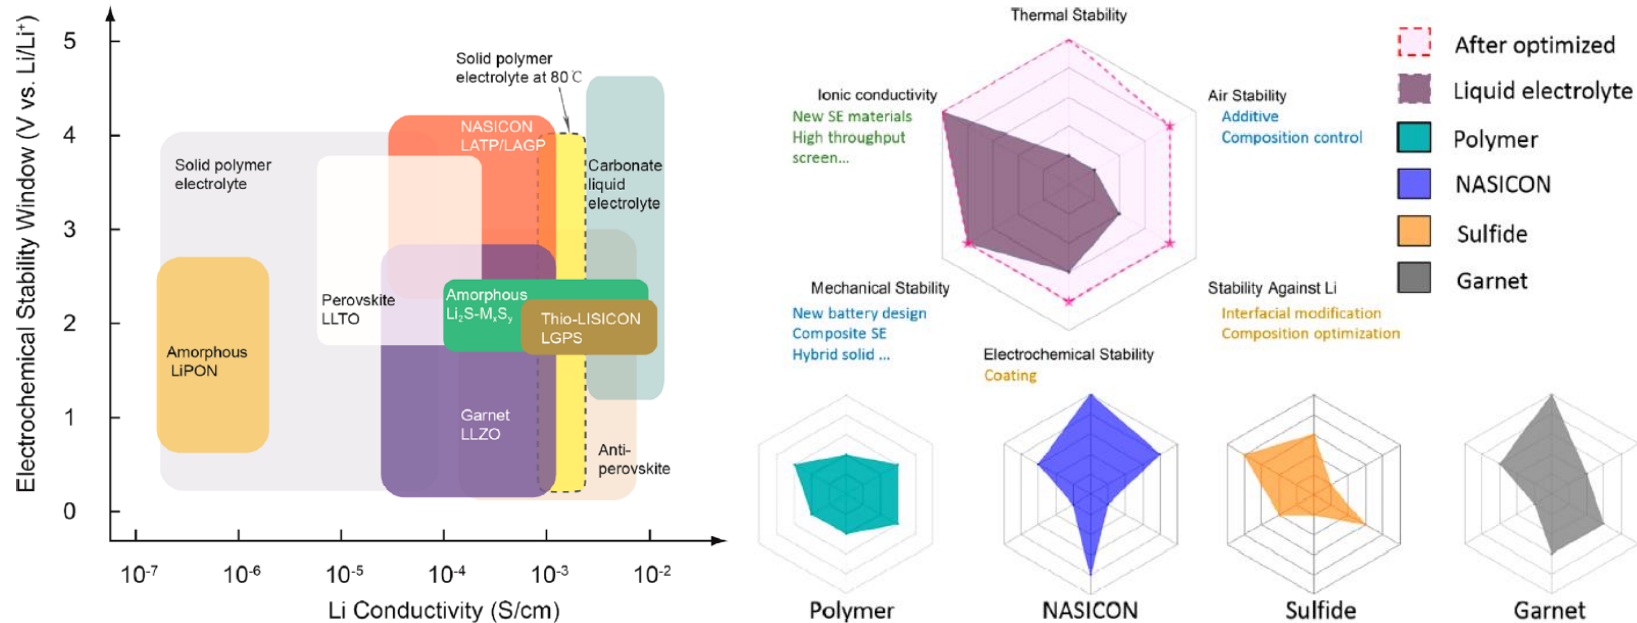 Electrochemical Stability Window (V vs. Li/Li⁺)
5
4
3
2
1
0
10⁻⁷
10⁻⁶
10⁻⁵
10⁻⁴
10⁻³
10⁻²
Li Conductivity (S/cm)
Solid polymer
electrolyte at 80℃
NASICON
LATP/LAGP
Solid polymer
electrolyte
Carbonate
liquid
electrolyte
Perovskite
LLTO
Amorphous
Li₂S-MₓSᵧ
Thio-LISICON
LGPS
Amorphous
LiPON
Garnet
LLZO
Anti-
perovskite
Thermal Stability
Ionic conductivity
New SE materials
High throughput
screen...
Air Stability
Additive
Composition control
Mechanical Stability
New battery design
Composite SE
Hybrid solid ...
Stability Against Li
Interfacial modification
Composition optimization
Electrochemical Stability
Coating
After optimized
Liquid electrolyte
Polymer
NASICON
Sulfide
Garnet
Polymer
NASICON
Sulfide
Garnet